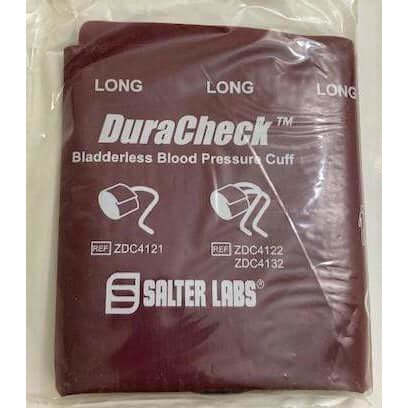 LONG LONG LONG
DuraCheck™
Bladderless Blood Pressure Cuff
REF ZDC4121 REF ZDC4122
ZDC4132
SALTER LABS®